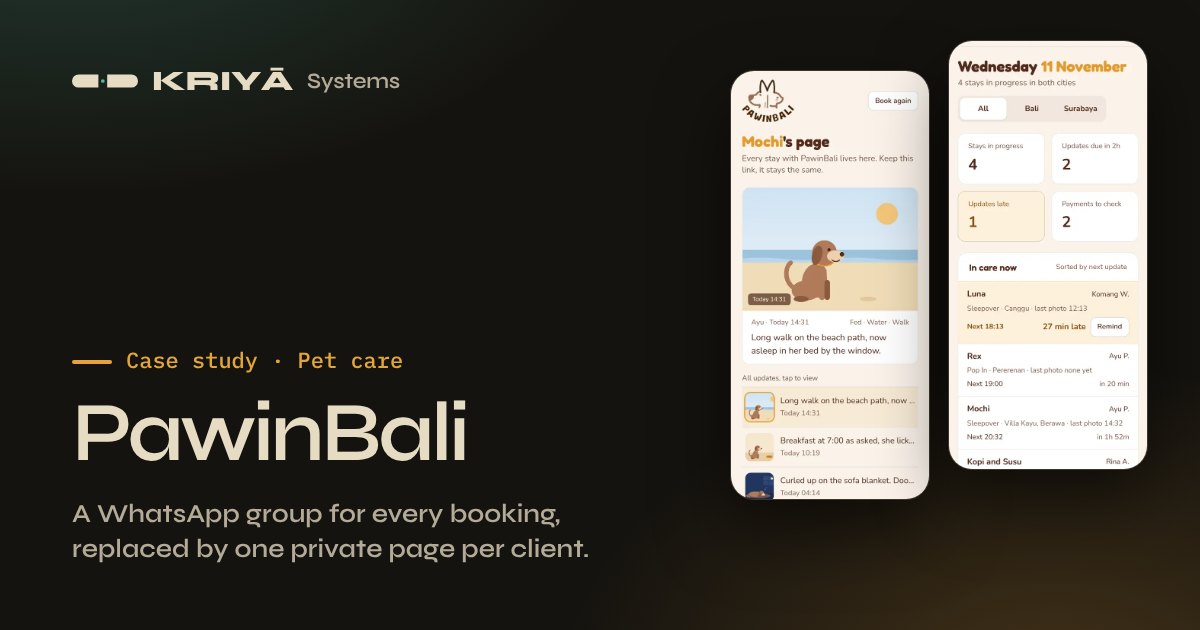 KRIYĀ Systems
Case study · Pet care
PawinBali
A WhatsApp group for every booking,
replaced by one private page per client.
PAWINBALI
Book again
Mochi's page
Every stay with PawinBali lives here. Keep this
link, it stays the same.
Today 14:31
Ayu · Today 14:31 Fed · Water · Walk
Long walk on the beach path, now
asleep in her bed by the window.
All updates, tap to view
Long walk on the beach path, now ...
Today 14:31
Breakfast at 7:00 as asked, she lick...
Today 10:19
Curled up on the sofa blanket. Doo...
Today 04:14
Wednesday 11 November
4 stays in progress in both cities
All Bali Surabaya
Stays in progress
4
Updates due in 2h
2
Updates late
1
Payments to check
2
In care now Sorted by next update
Luna Komang W.
Sleepover · Canggu · last photo 12:13
Next 18:13 27 min late Remind
Rex Ayu P.
Pop In · Pererenan · last photo none yet
Next 19:00 in 20 min
Mochi Ayu P.
Sleepover · Villa Kayu, Berawa · last photo 14:32
Next 20:32 in 1h 52m
Kopi and Susu Rina A.